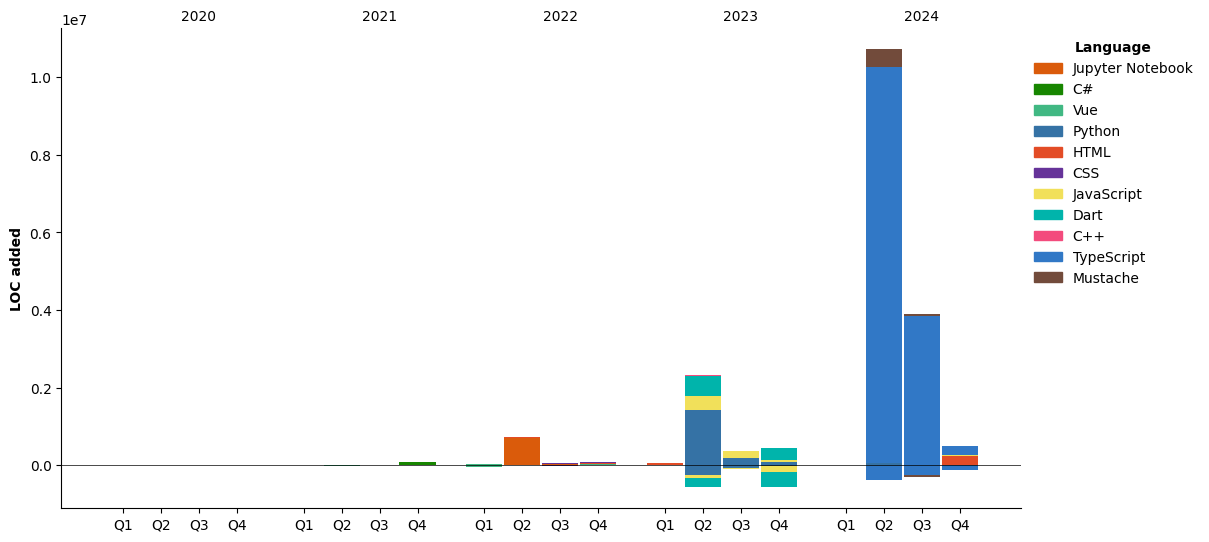 2020 2021 2022 2023 2024
1e7
Language
Jupyter Notebook
C#
Vue
Python
HTML
CSS
JavaScript
Dart
C++
TypeScript
Mustache
LOC added
1.0
0.8
0.6
0.4
0.2
0.0
Q1 Q2 Q3 Q4 Q1 Q2 Q3 Q4 Q1 Q2 Q3 Q4 Q1 Q2 Q3 Q4 Q1 Q2 Q3 Q4